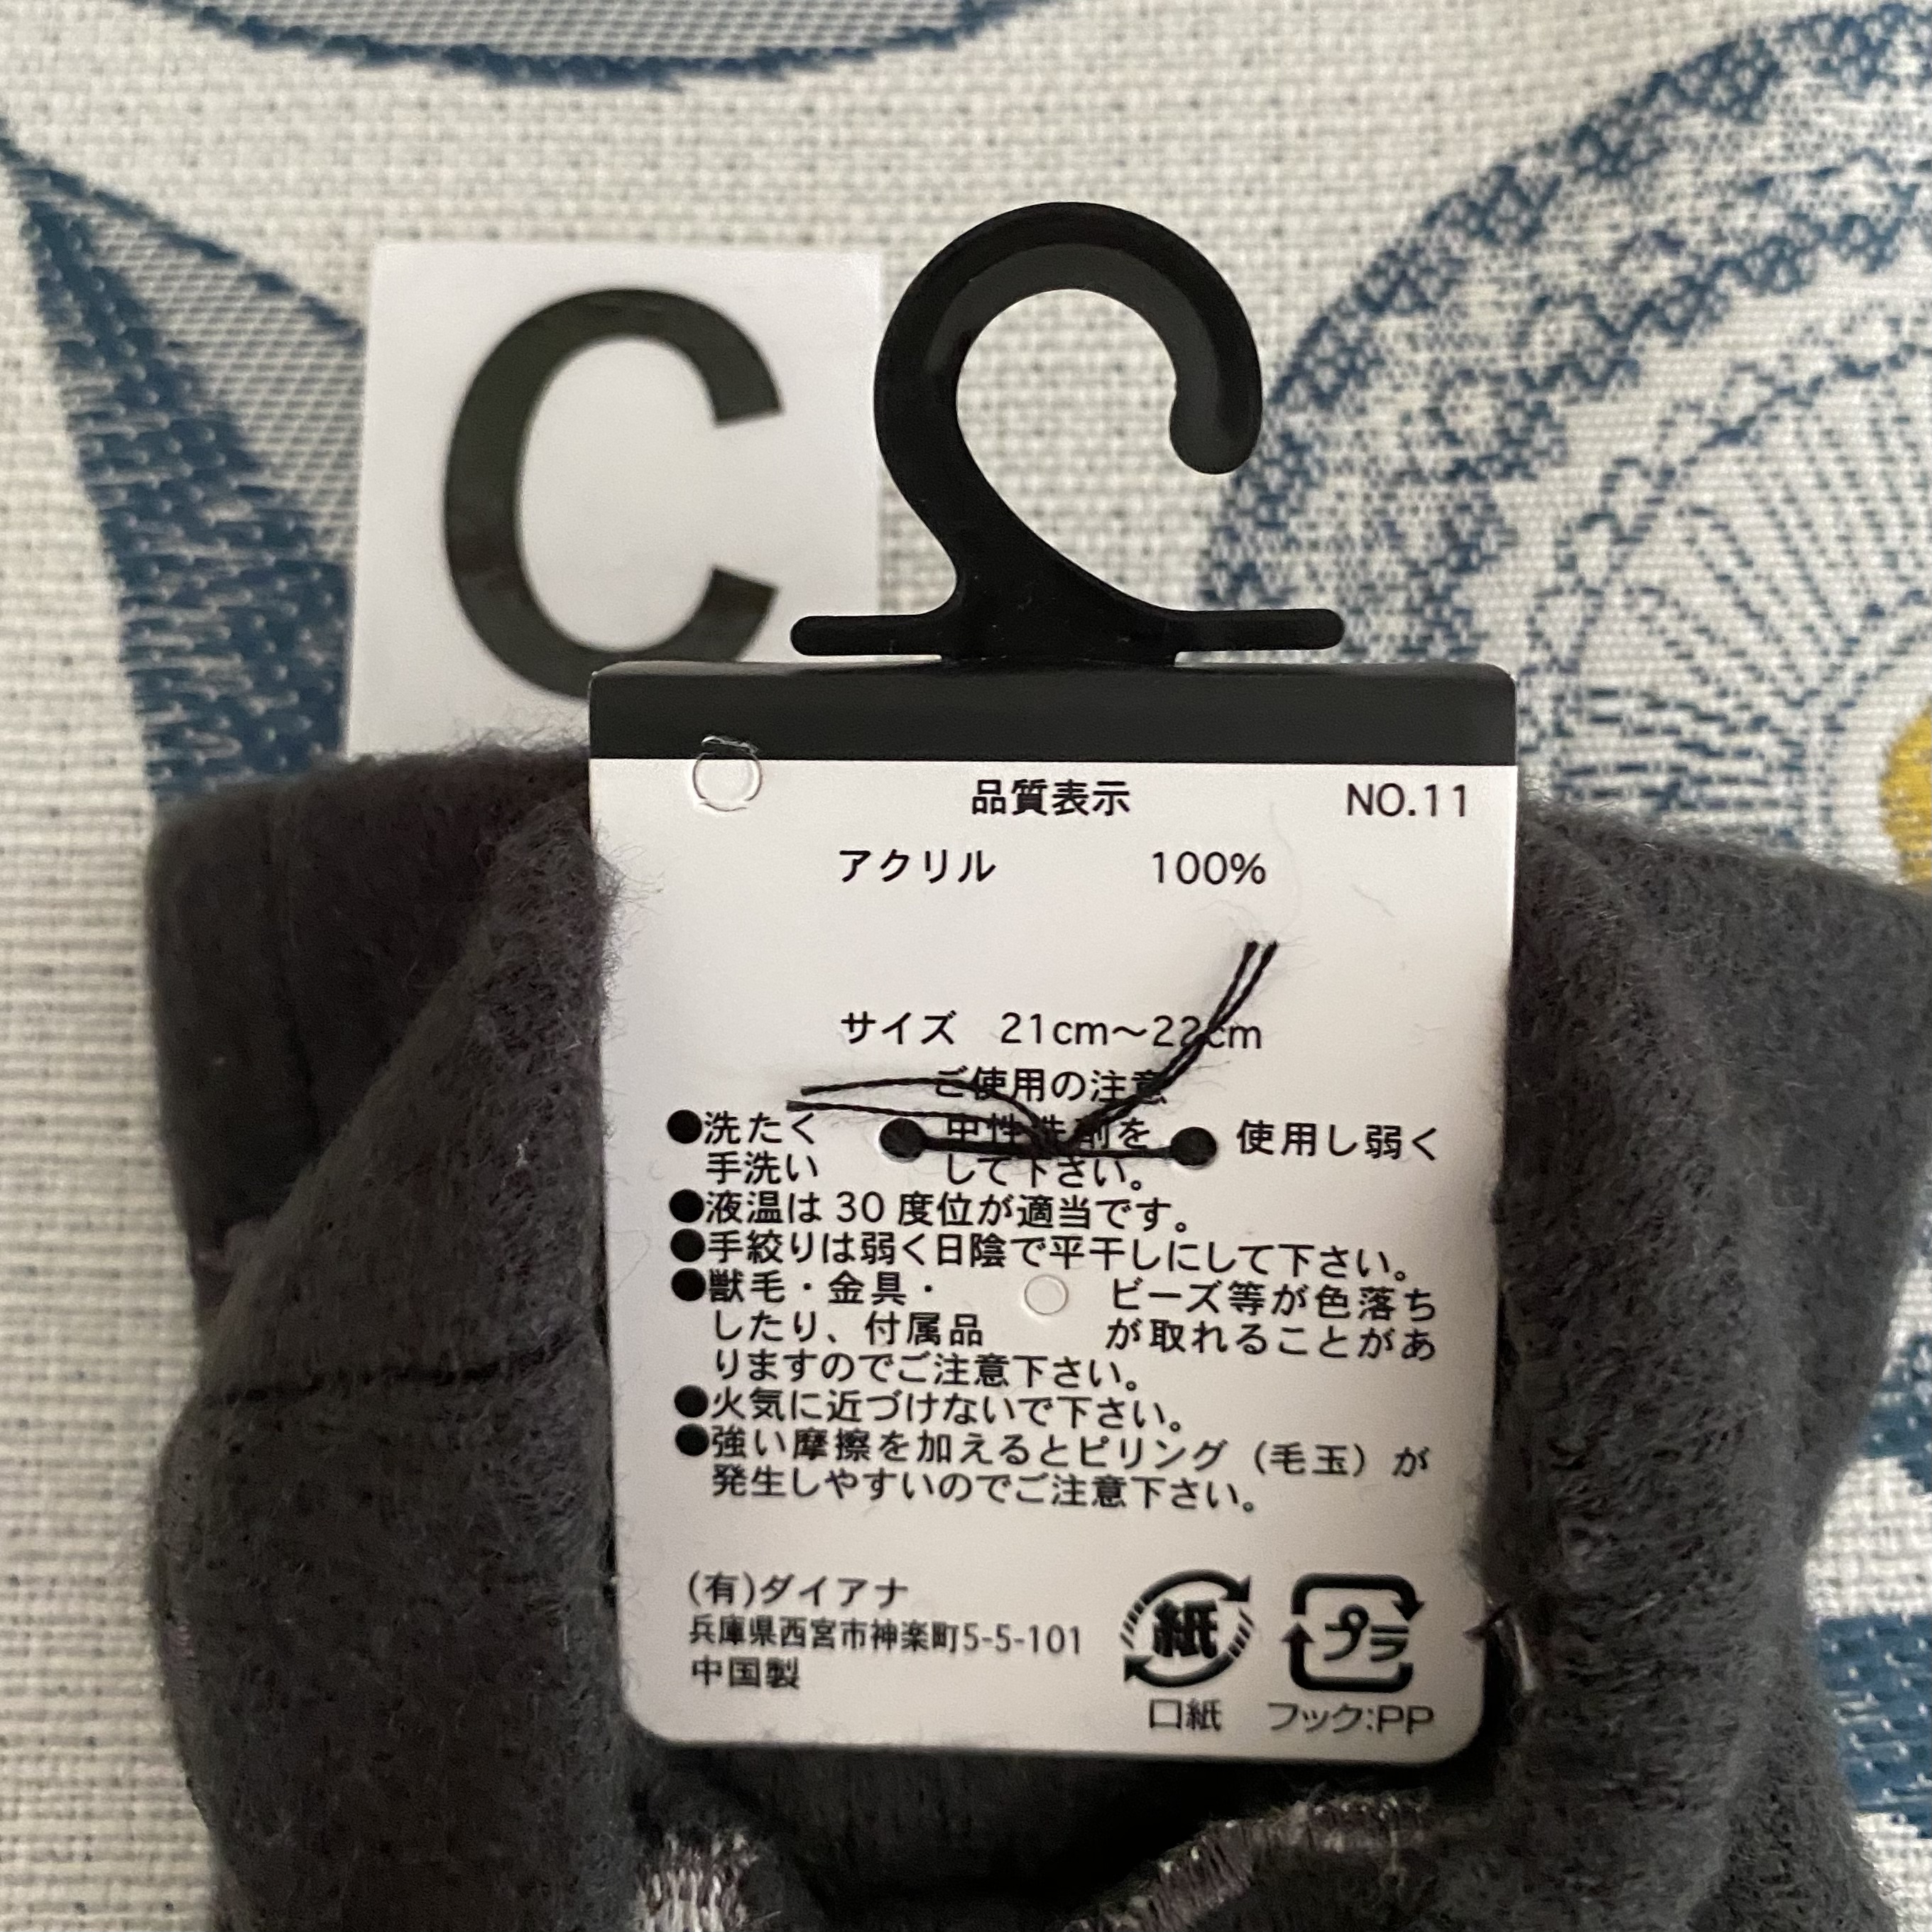 C
品質表示 NO.11
アクリル 100%
サイズ 21cm〜22cm
ご使用の注意
●洗たく 中性洗剤を 使用し弱く
手洗い して下さい。
●液温は 30 度位が適当です。
●手絞りは弱く日陰で平干しにして下さい。
●獣毛・金具・ ビーズ等が色落ち
したり、付属品 が取れることがあ
りますのでご注意下さい。
●火気に近づけないで下さい。
●強い摩擦を加えるとピリング（毛玉）が
発生しやすいのでご注意下さい。
(有)ダイアナ
兵庫県西宮市神楽町5-5-101
中国製
紙 プラ
口紙 フック:PP